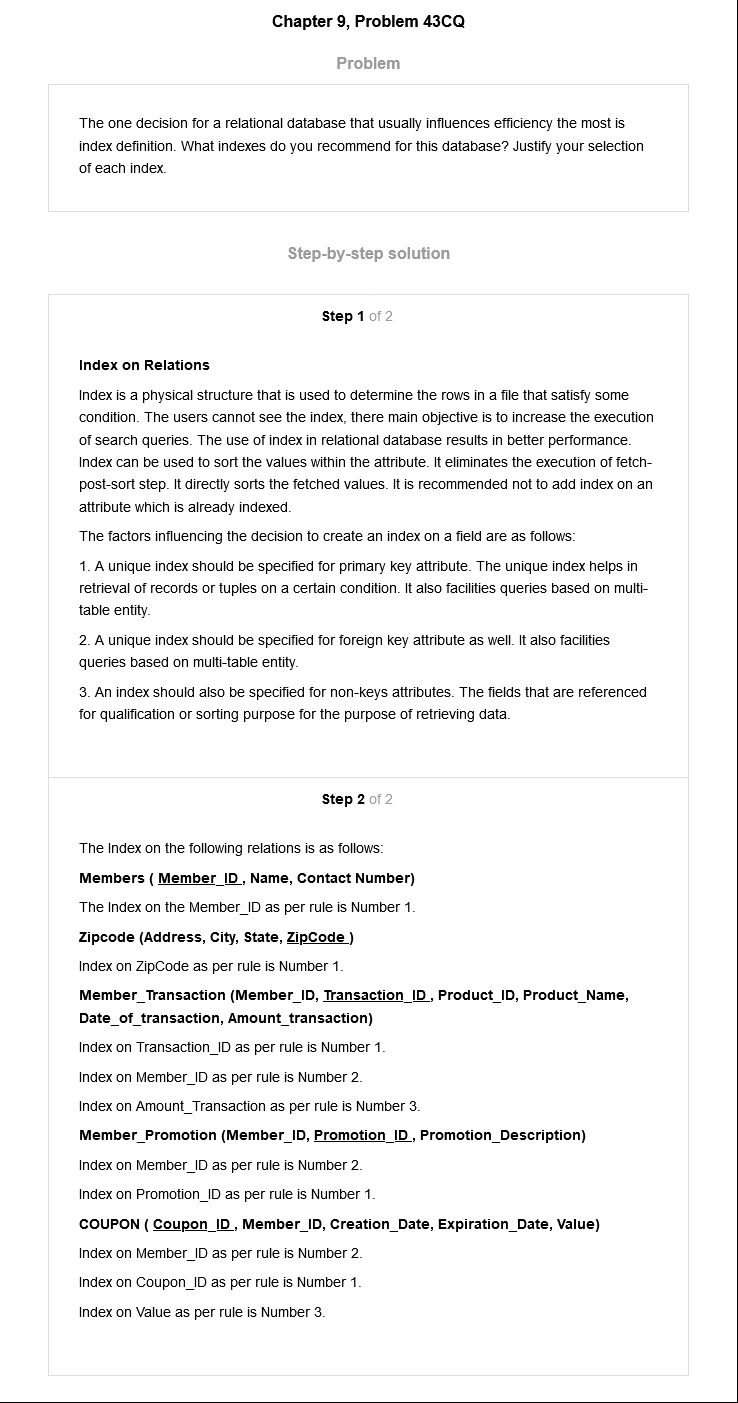 Chapter 9, Problem 43CQ
Problem
The one decision for a relational database that usually influences efficiency the most is
index definition. What indexes do you recommend for this database? Justify your selection
of each index.
Step-by-step solution
Step 1 of 2
Index on Relations
Index is a physical structure that is used to determine the rows in a file that satisfy some
condition. The users cannot see the index, there main objective is to increase the execution
of search queries. The use of index in relational database results in better performance.
Index can be used to sort the values within the attribute. It eliminates the execution of fetch-
post-sort step. It directly sorts the fetched values. It is recommended not to add index on an
attribute which is already indexed.
The factors influencing the decision to create an index on a field are as follows:
1. A unique index should be specified for primary key attribute. The unique index helps in
retrieval of records or tuples on a certain condition. It also facilities queries based on multi-
table entity.
2. A unique index should be specified for foreign key attribute as well. It also facilities
queries based on multi-table entity.
3. An index should also be specified for non-keys attributes. The fields that are referenced
for qualification or sorting purpose for the purpose of retrieving data.
Step 2 of 2
The Index on the following relations is as follows:
Members ( Member_ID , Name, Contact Number)
The Index on the Member_ID as per rule is Number 1.
Zipcode (Address, City, State, ZipCode )
Index on ZipCode as per rule is Number 1.
Member_Transaction (Member_ID, Transaction_ID , Product_ID, Product_Name,
Date_of_transaction, Amount_transaction)
Index on Transaction_ID as per rule is Number 1.
Index on Member_ID as per rule is Number 2.
Index on Amount_Transaction as per rule is Number 3.
Member_Promotion (Member_ID, Promotion_ID , Promotion_Description)
Index on Member_ID as per rule is Number 2.
Index on Promotion_ID as per rule is Number 1.
COUPON ( Coupon_ID , Member_ID, Creation_Date, Expiration_Date, Value)
Index on Member_ID as per rule is Number 2.
Index on Coupon_ID as per rule is Number 1.
Index on Value as per rule is Number 3.